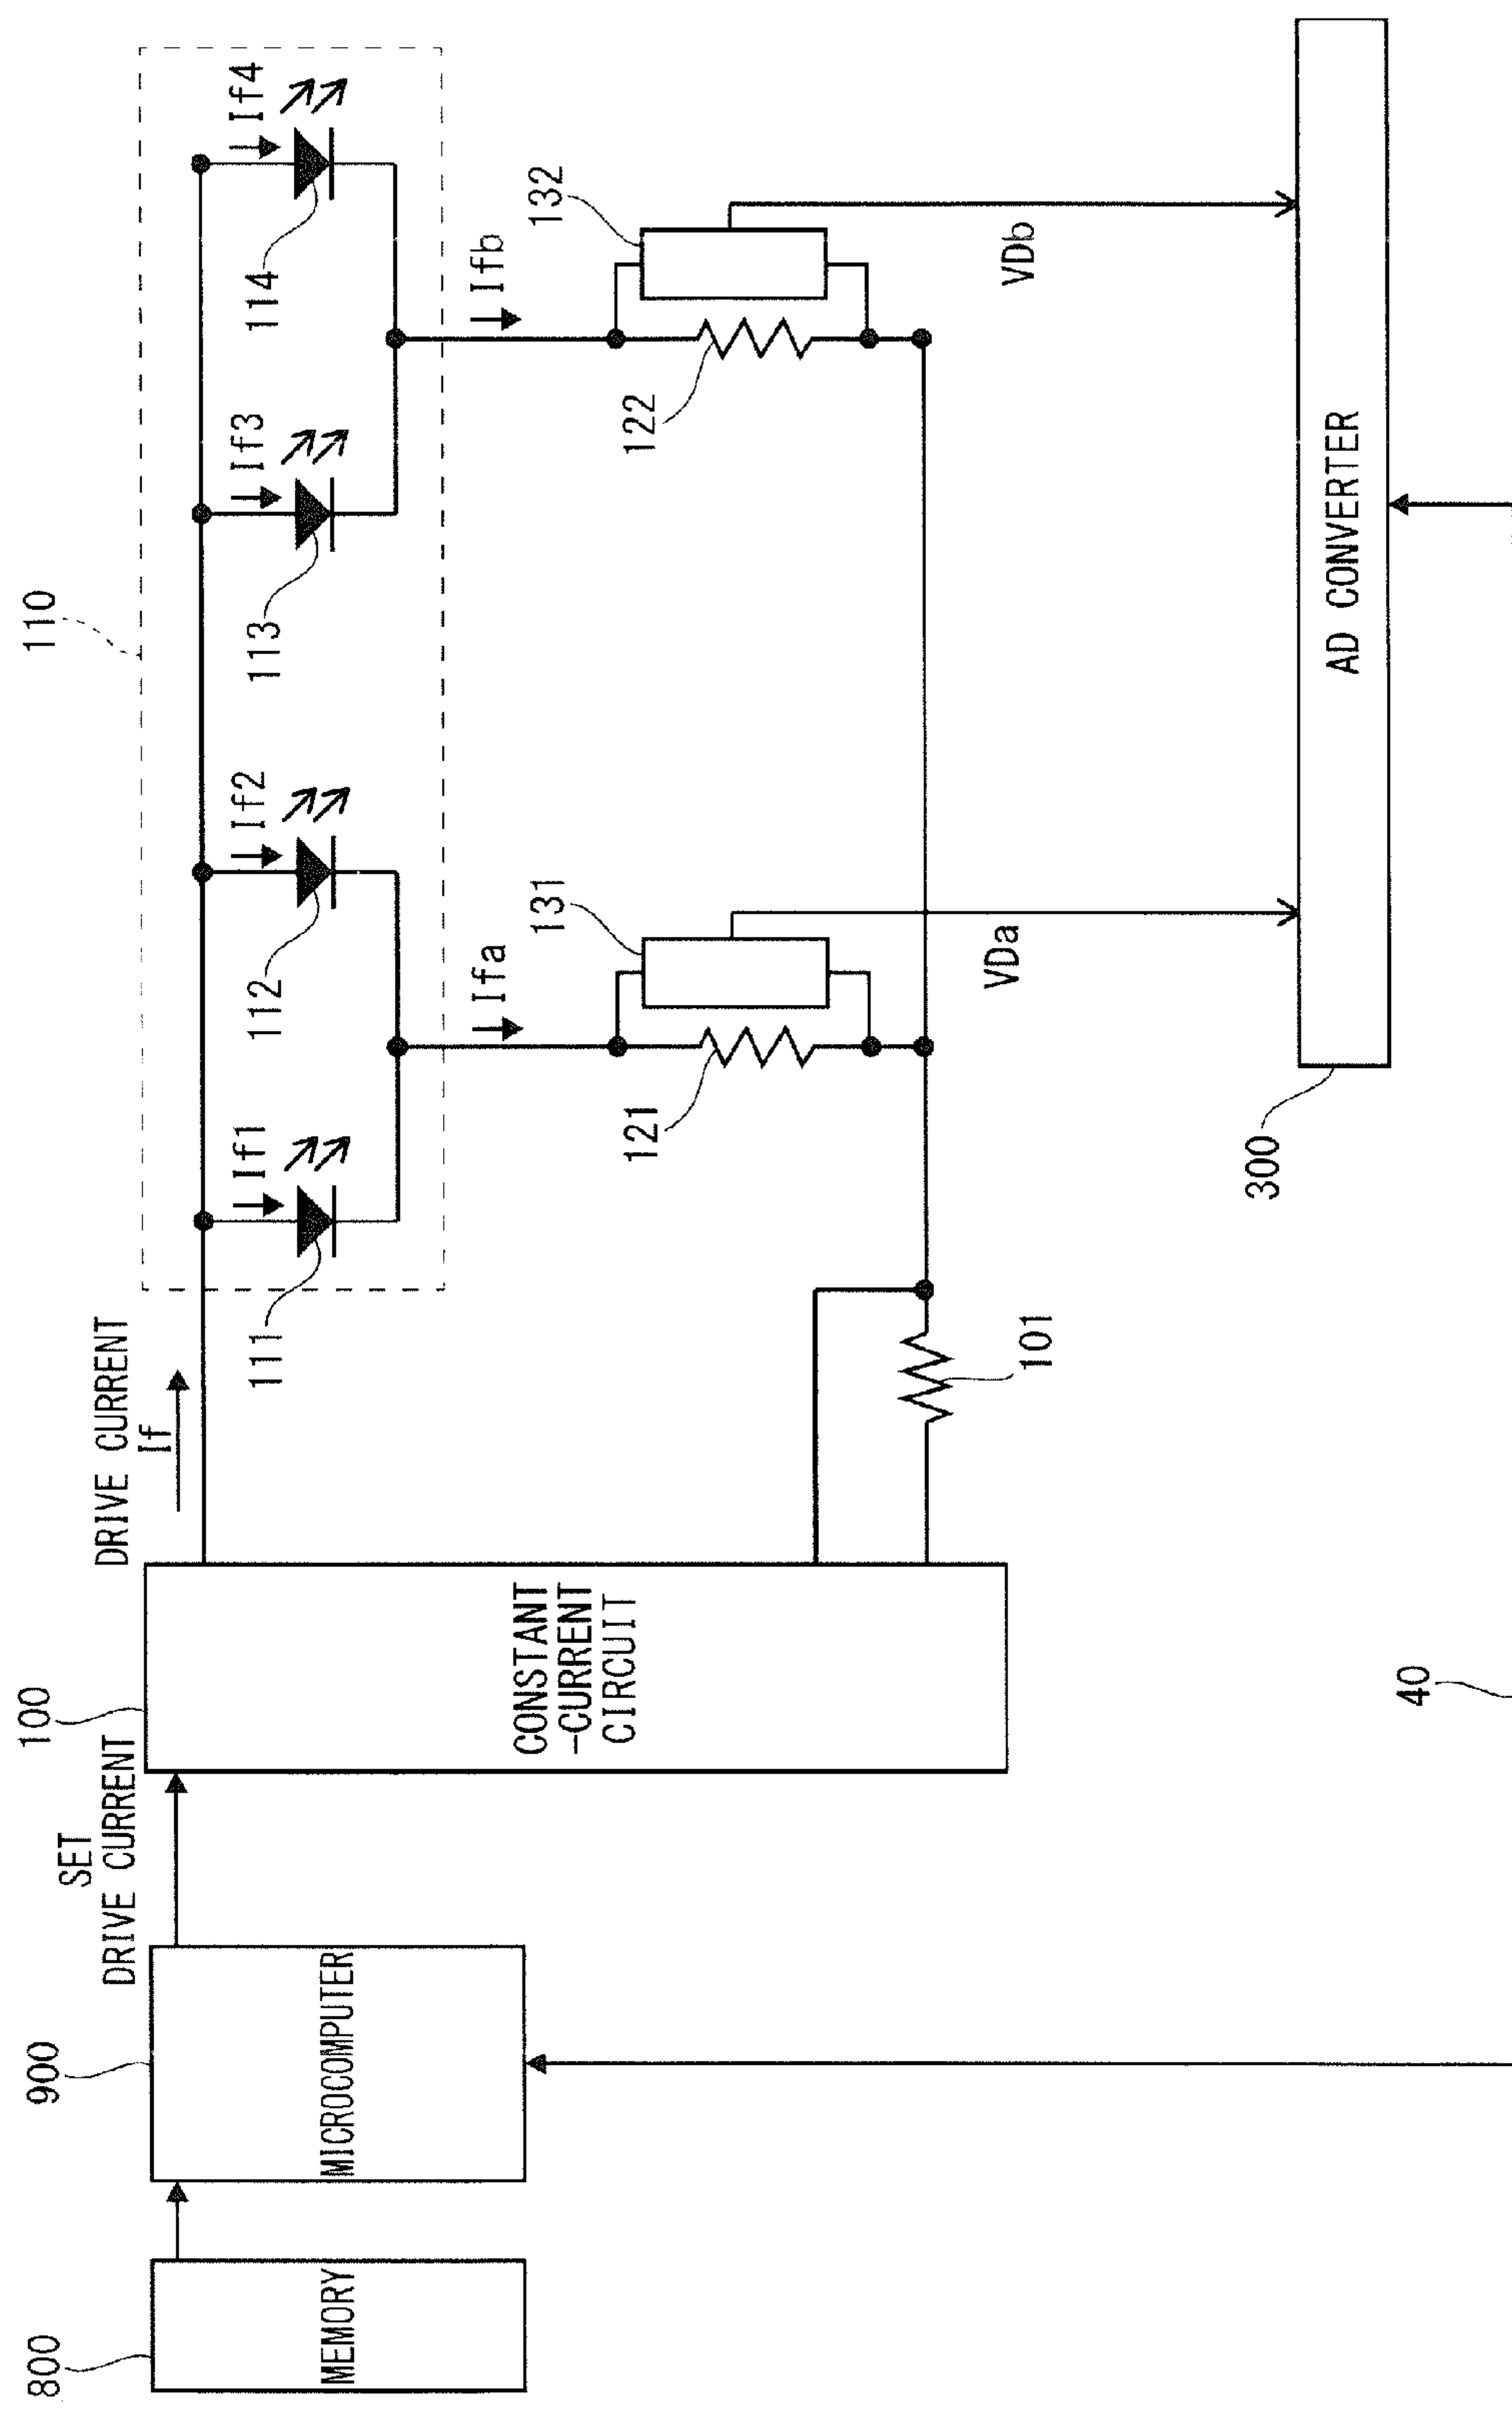 800
MEMORY
900
MICROCOMPUTER
SET
DRIVE CURRENT
100
CONSTANT
-CURRENT
CIRCUIT
DRIVE CURRENT
If
110
If1
111
If2
112
If3
113
If4
114
Ifa
131
121
Ifb
132
122
101
VDa
VDb
300
AD CONVERTER
40